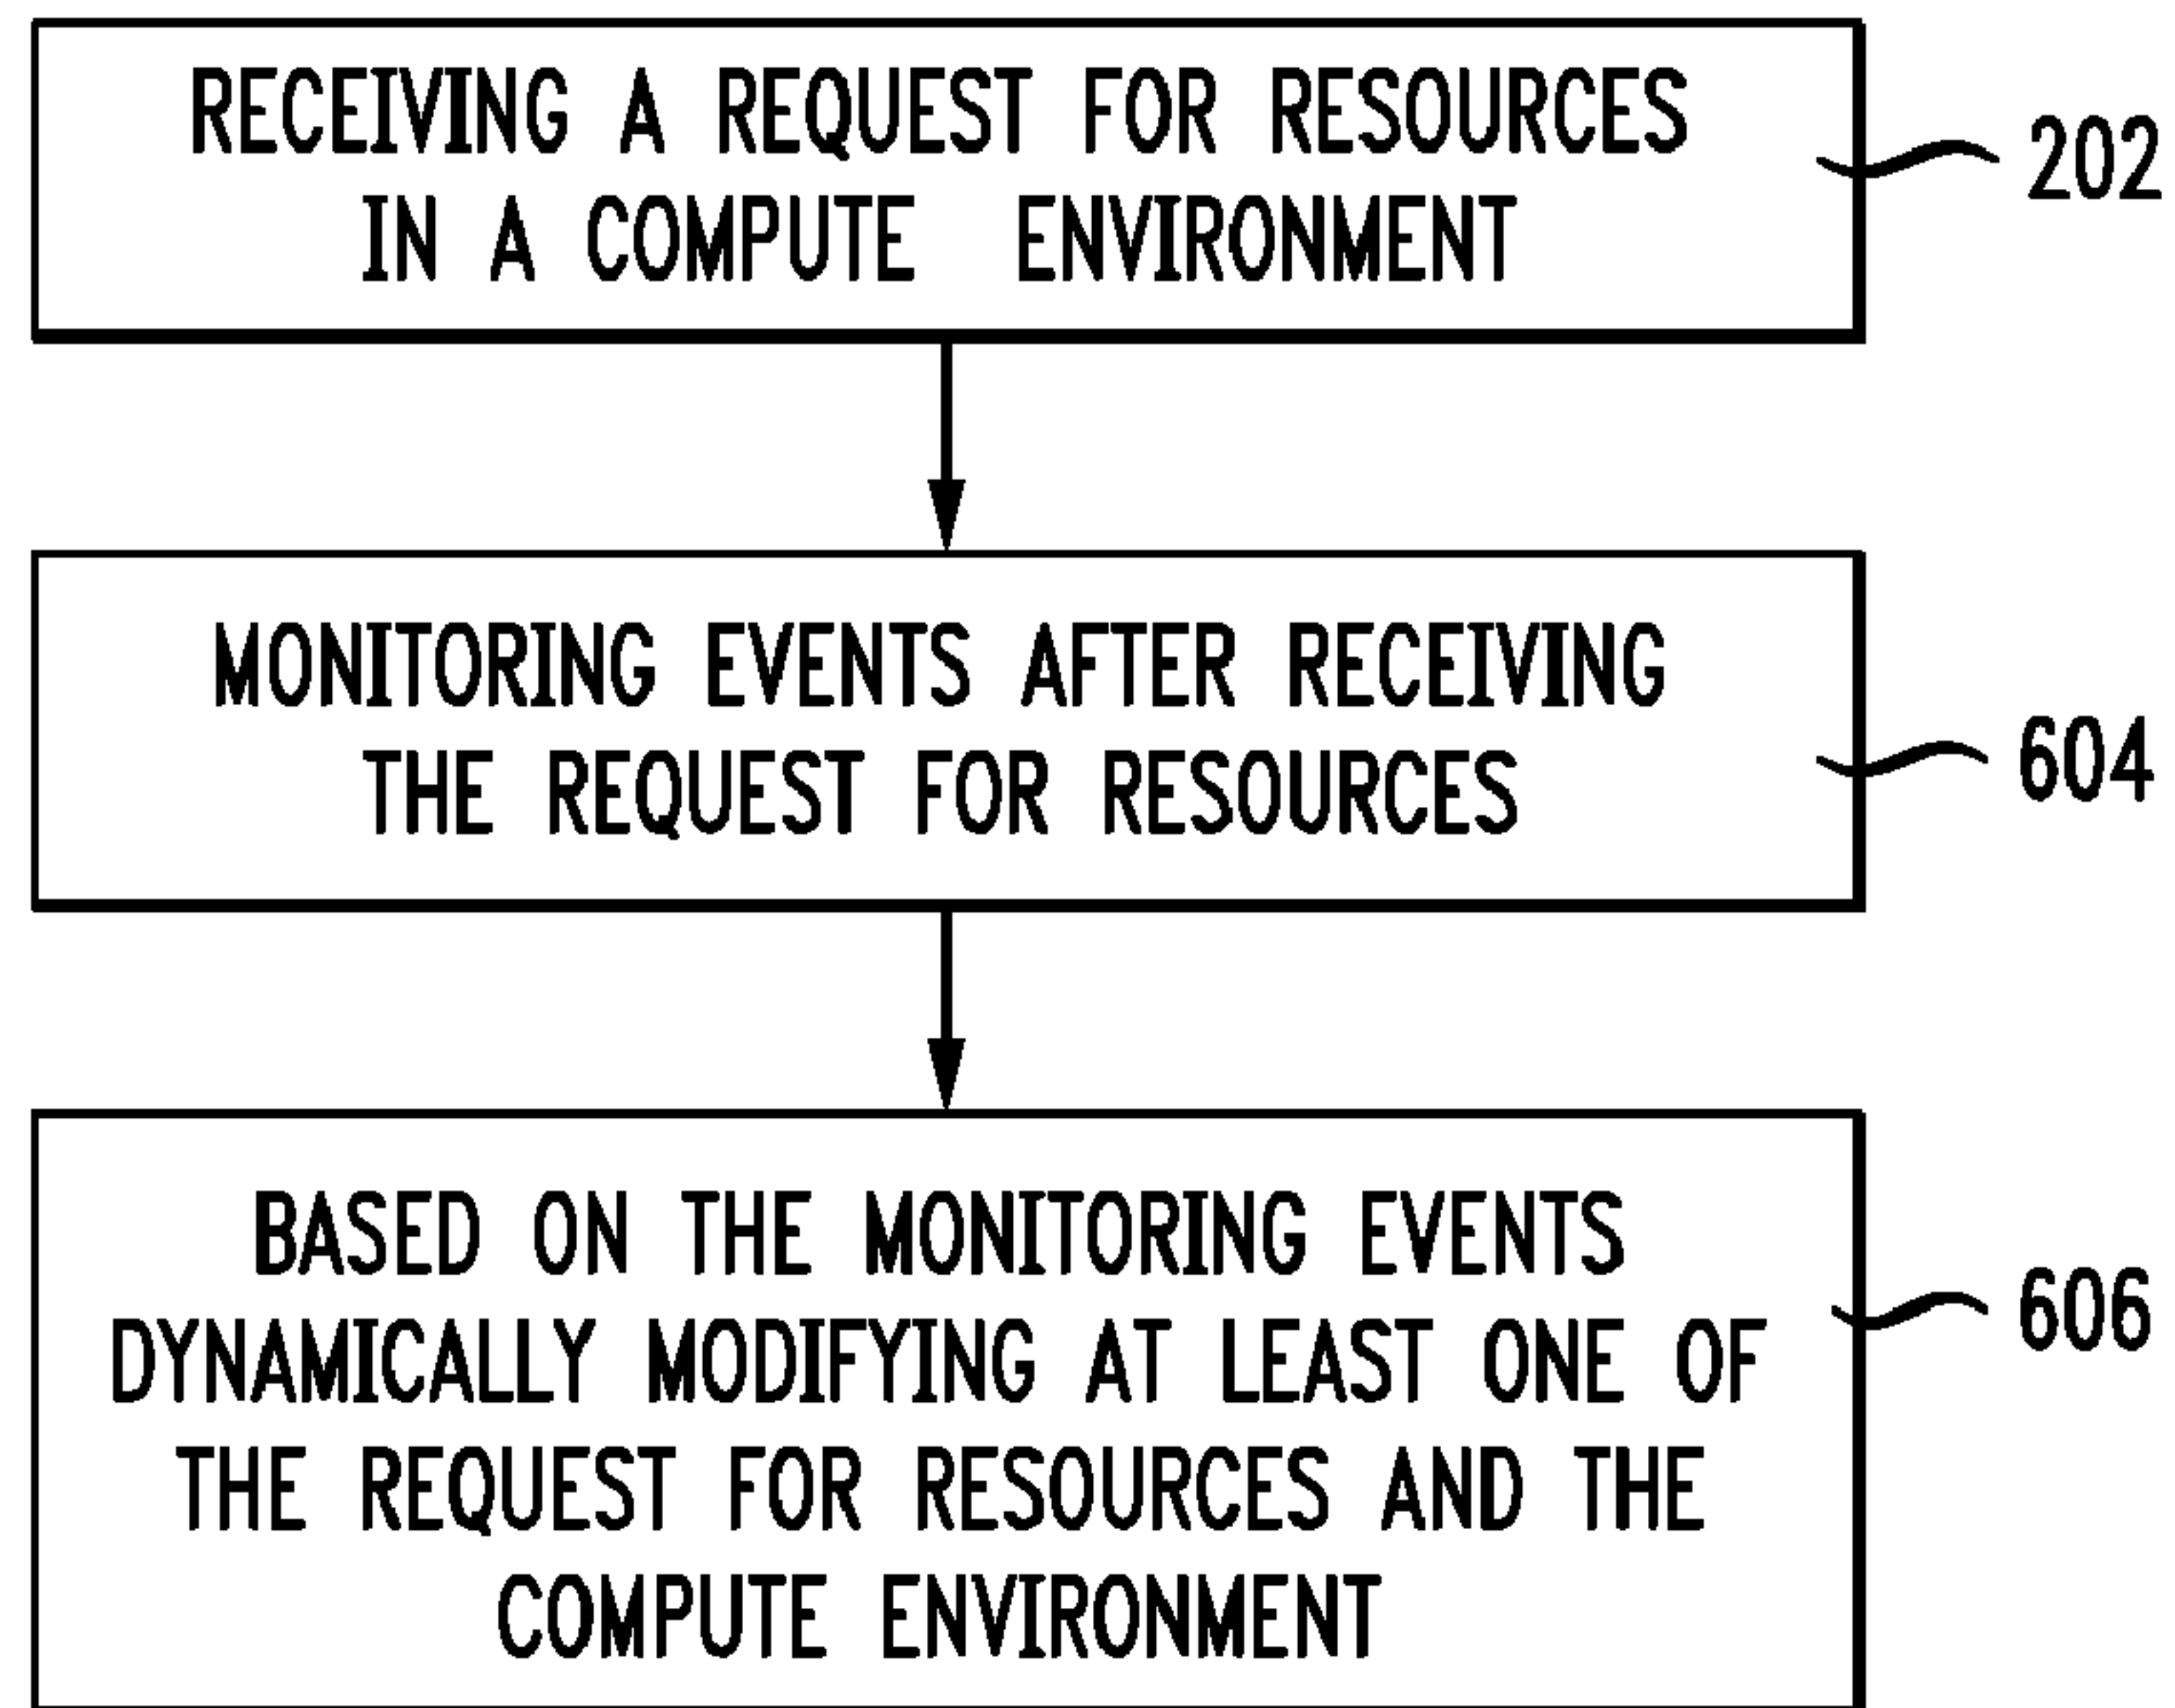 RECEIVING A REQUEST FOR RESOURCES
IN A COMPUTE ENVIRONMENT
202
MONITORING EVENTS AFTER RECEIVING
THE REQUEST FOR RESOURCES
604
BASED ON THE MONITORING EVENTS
DYNAMICALLY MODIFYING AT LEAST ONE OF
THE REQUEST FOR RESOURCES AND THE
COMPUTE ENVIRONMENT
606